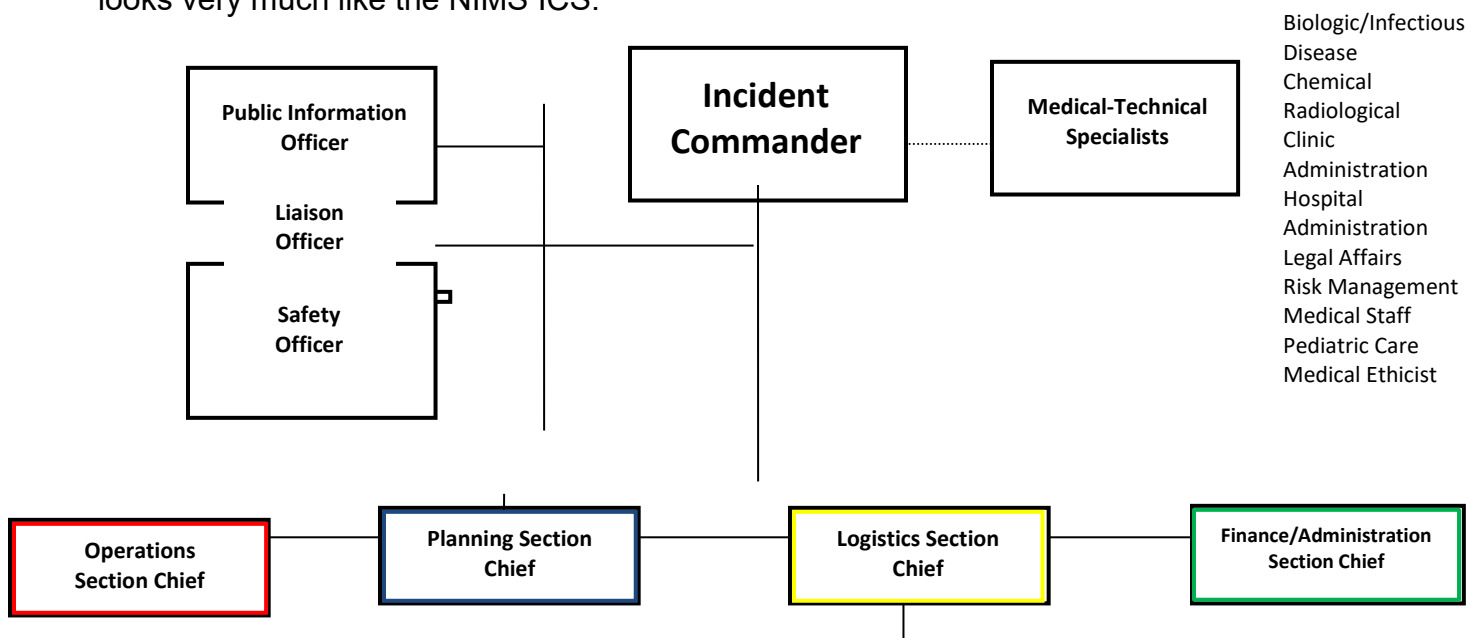 looks very much like the NIMS ICS.
Public Information
Officer
Liaison
Officer
Safety
Officer
Incident
Commander
Medical-Technical
Specialists
Biologic/Infectious
Disease
Chemical
Radiological
Clinic
Administration
Hospital
Administration
Legal Affairs
Risk Management
Medical Staff
Pediatric Care
Medical Ethicist
Operations
Section Chief
Planning Section
Chief
Logistics Section
Chief
Finance/Administration
Section Chief